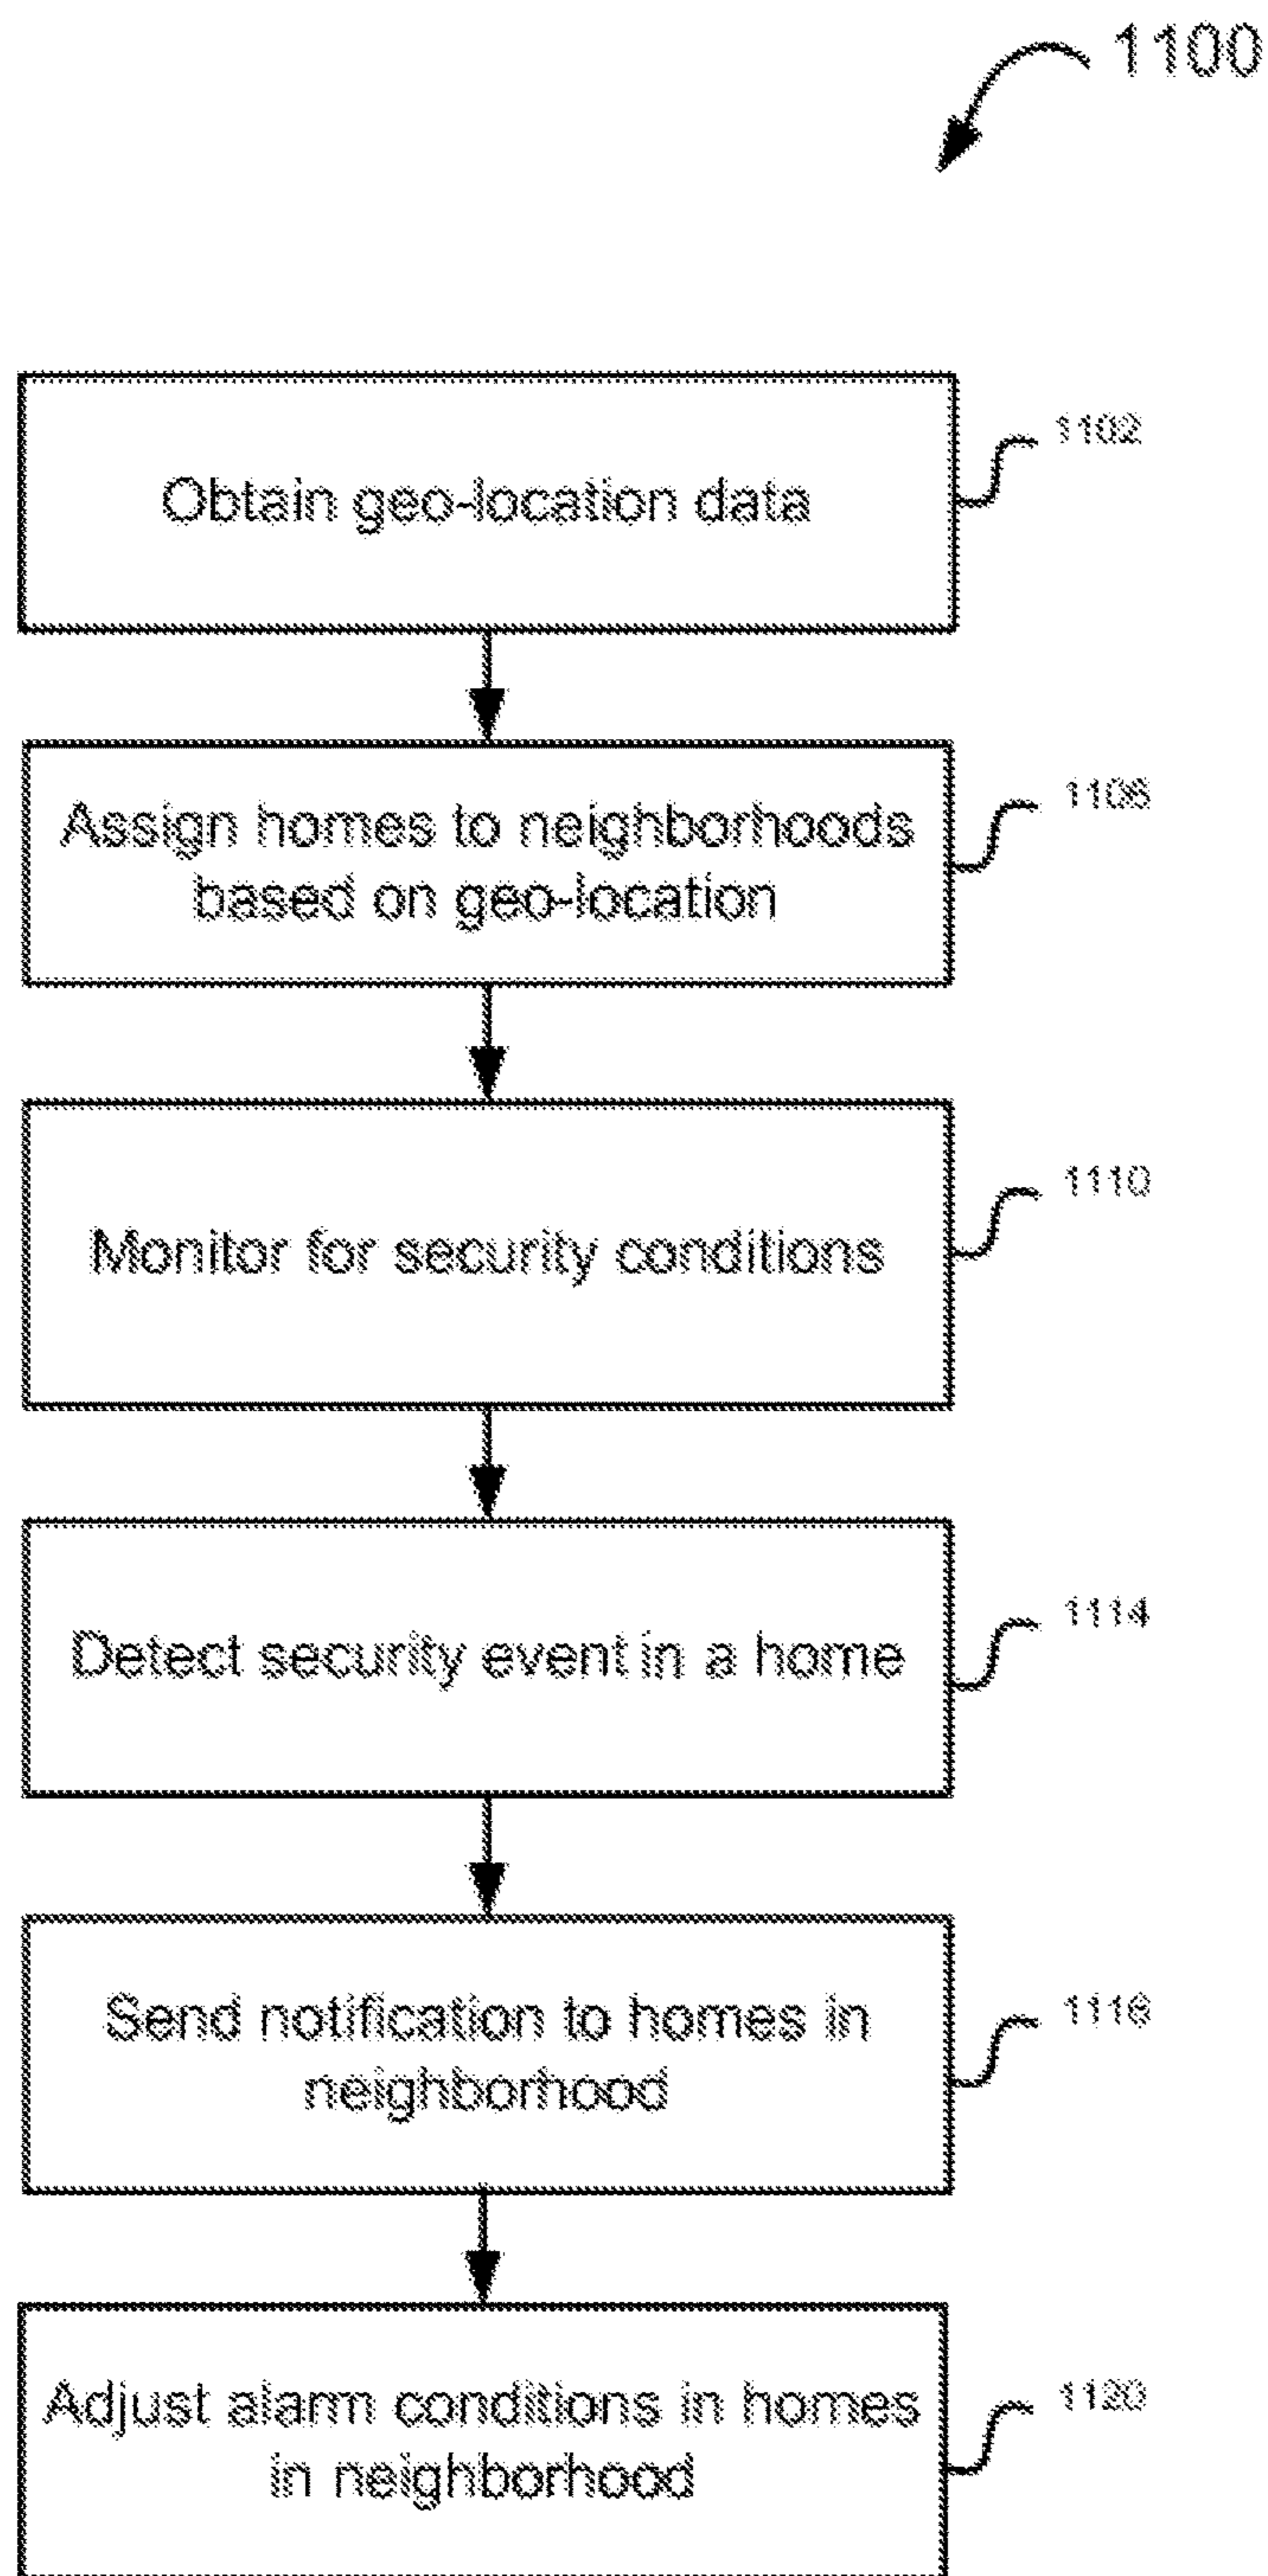 1100
Obtain geo-location data
1102
Assign homes to neighborhoods
based on geo-location
1106
Monitor for security conditions
1110
Detect security event in a home
1114
Send notification to homes in
neighborhood
Adjust alarm conditions in homes
in neighborhood
1120